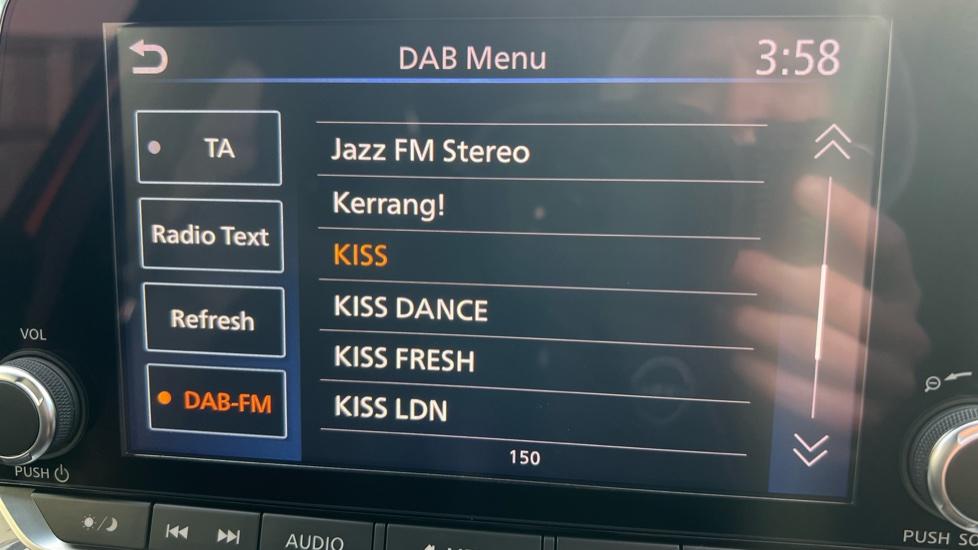 DAB Menu 3:58
TA
Radio Text
Refresh
DAB-FM
Jazz FM Stereo
Kerrang!
KISS
KISS DANCE
KISS FRESH
KISS LDN
150
VOL
PUSH
AUDIO
PUSH